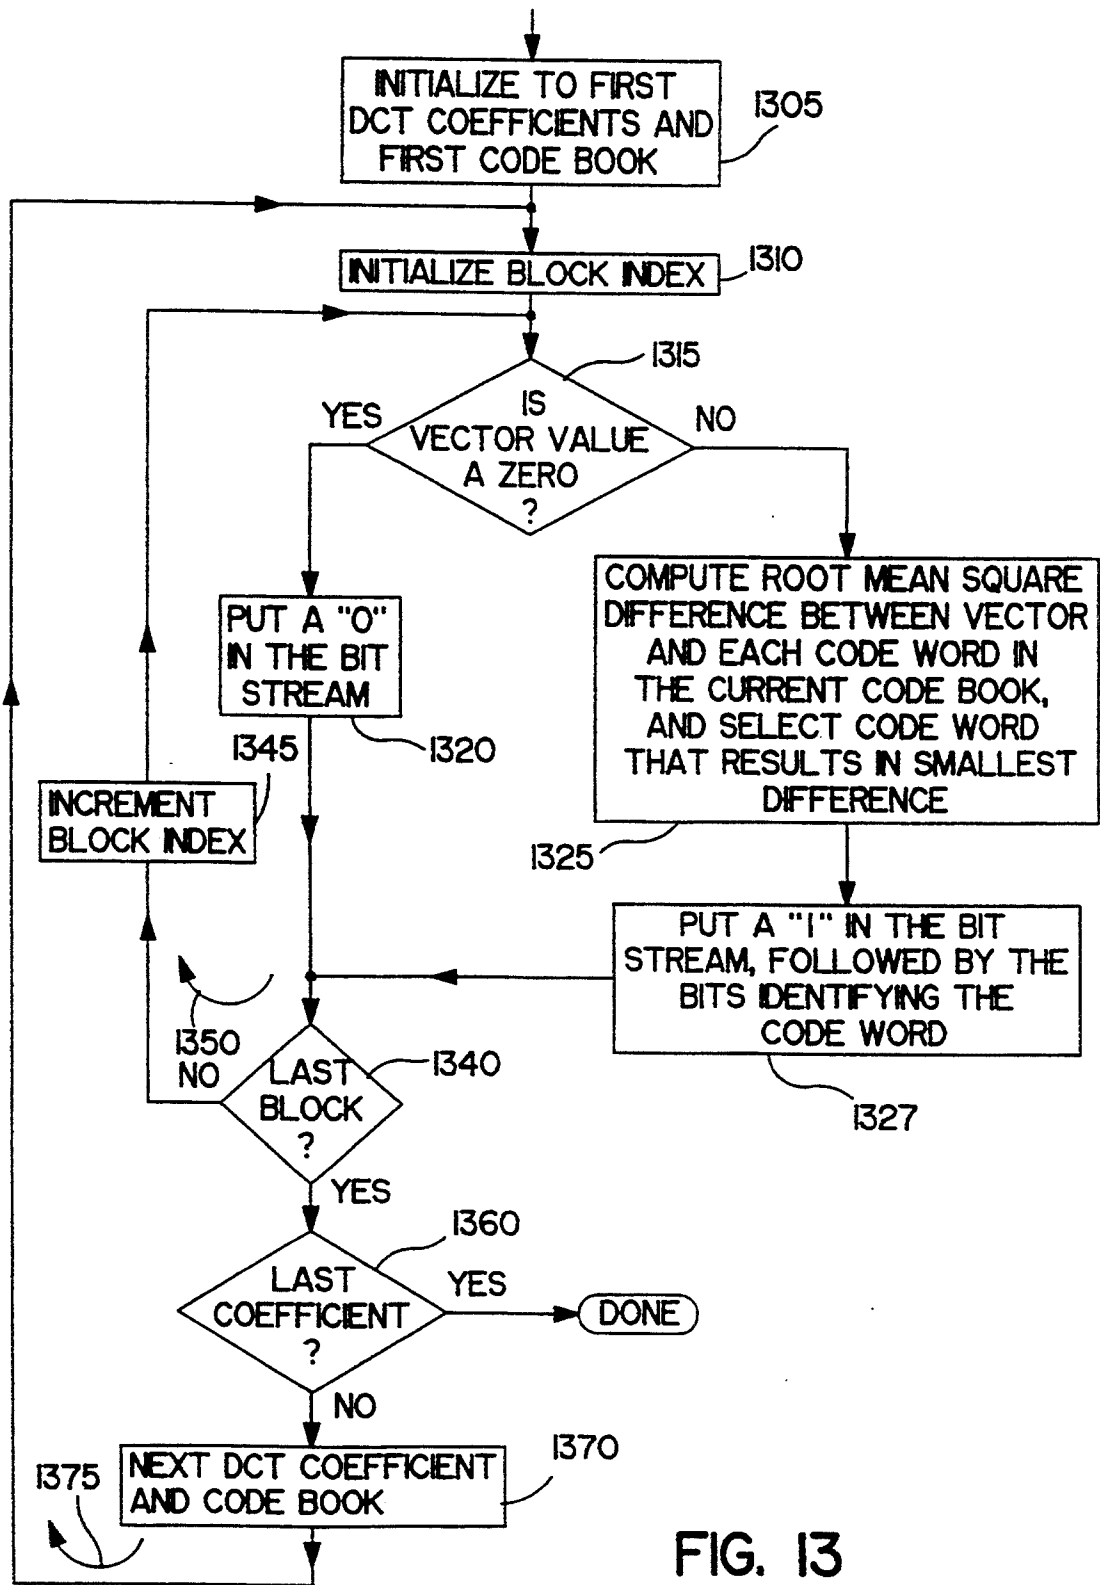 INITIALIZE TO FIRST
DCT COEFFICIENTS AND
FIRST CODE BOOK
1305
INITIALIZE BLOCK INDEX
1310
1315
IS
VECTOR VALUE
A ZERO
?
YES
NO
PUT A "0"
IN THE BIT
STREAM
1320
COMPUTE ROOT MEAN SQUARE
DIFFERENCE BETWEEN VECTOR
AND EACH CODE WORD IN
THE CURRENT CODE BOOK,
AND SELECT CODE WORD
THAT RESULTS IN SMALLEST
DIFFERENCE
1325
1345
INCREMENT
BLOCK INDEX
PUT A "1" IN THE BIT
STREAM, FOLLOWED BY THE
BITS IDENTIFYING THE
CODE WORD
1327
1350
NO
LAST
BLOCK
?
1340
YES
1360
LAST
COEFFICIENT
?
YES
DONE
NO
NEXT DCT COEFFICIENT
AND CODE BOOK
1370
1375
FIG. 13